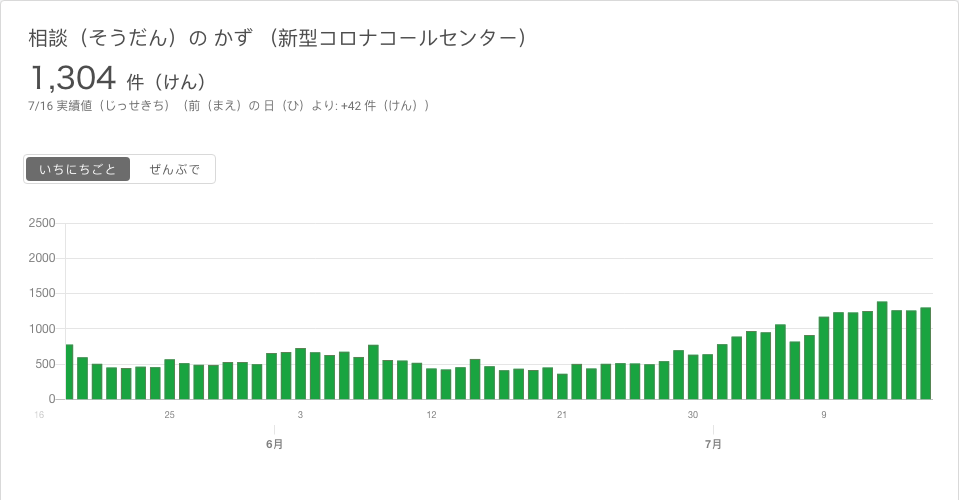 相談（そうだん）の かず （新型コロナコールセンター）
1,304 件（けん）
7/16 実績値（じっせきち）（前（まえ）の 日（ひ）より: +42 件（けん））
いちにちごと ぜんぶで
2500
2000
1500
1000
500
0
16 25 3 12 21 30 9
6月 7月